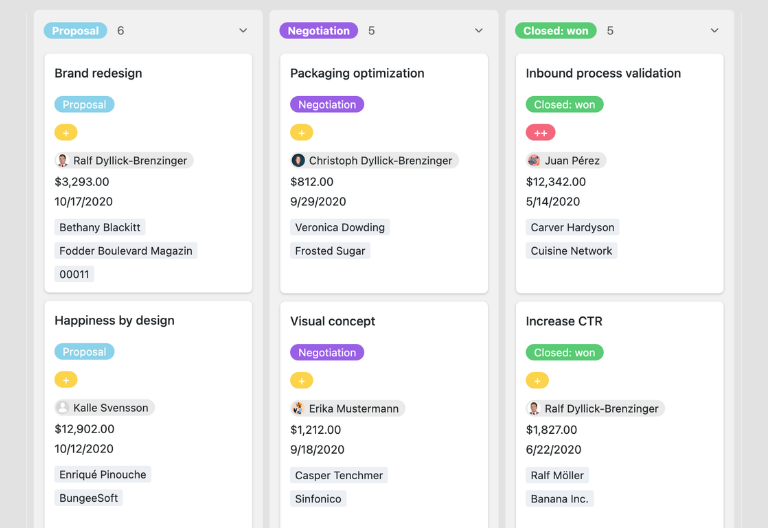 Proposal 6
Brand redesign
Proposal
+
Ralf Dyllick-Brenzinger
$3,293.00
10/17/2020
Bethany Blackitt
Fodder Boulevard Magazin
00011
Happiness by design
Proposal
+
Kalle Svensson
$12,902.00
10/12/2020
Enriqué Pinouche
BungeeSoft
Negotiation 5
Packaging optimization
Negotiation
+
Christoph Dyllick-Brenzinger
$812.00
9/29/2020
Veronica Dowding
Frosted Sugar
Visual concept
Negotiation
+
Erika Mustermann
$1,212.00
9/18/2020
Casper Tenchmer
Sinfonico
Closed: won 5
Inbound process validation
Closed: won
++
Juan Pérez
$12,342.00
5/14/2020
Carver Hardyson
Cuisine Network
Increase CTR
Closed: won
+
Ralf Dyllick-Brenzinger
$1,827.00
6/22/2020
Ralf Möller
Banana Inc.